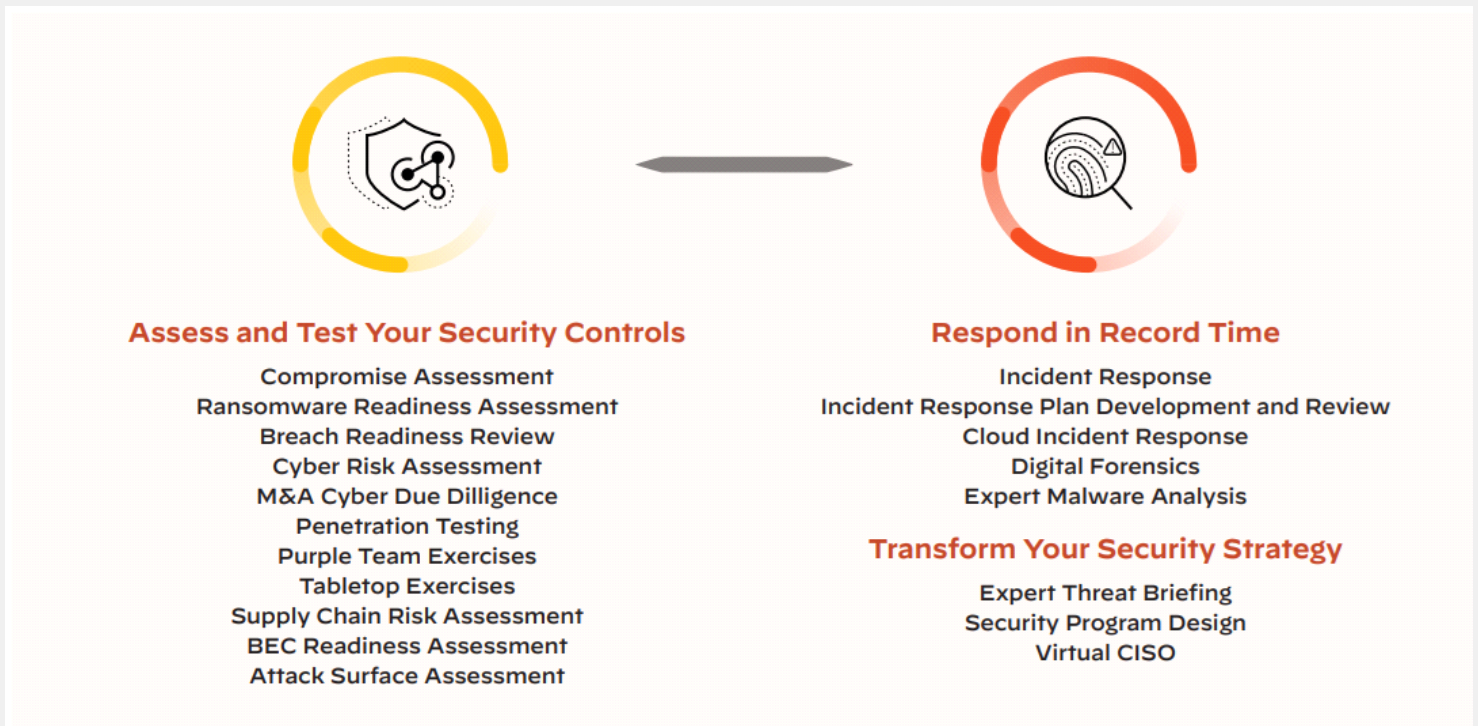 Assess and Test Your Security Controls
Compromise Assessment
Ransomware Readiness Assessment
Breach Readiness Review
Cyber Risk Assessment
M&A Cyber Due Dilligence
Penetration Testing
Purple Team Exercises
Tabletop Exercises
Supply Chain Risk Assessment
BEC Readiness Assessment
Attack Surface Assessment
Respond in Record Time
Incident Response
Incident Response Plan Development and Review
Cloud Incident Response
Digital Forensics
Expert Malware Analysis
Transform Your Security Strategy
Expert Threat Briefing
Security Program Design
Virtual CISO